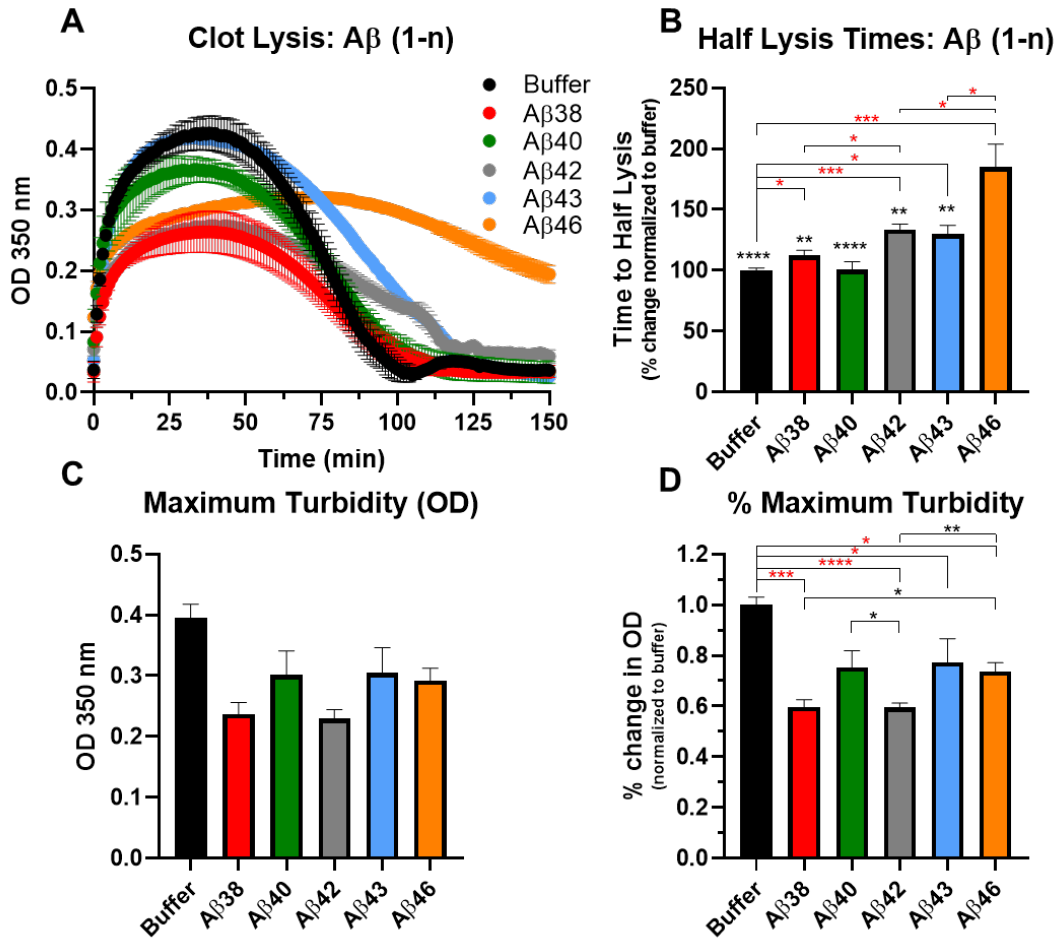 A
Clot Lysis: Aβ (1-n)
OD 350 nm
0.5
0.4
0.3
0.2
0.1
0.0
0 25 50 75 100 125 150
Time (min)
Buffer
Aβ38
Aβ40
Aβ42
Aβ43
Aβ46
B
Half Lysis Times: Aβ (1-n)
Time to Half Lysis
(% change normalized to buffer)
250
200
150
100
50
0
*
*
***
*
*
***
*
**** ** **** ** **
Buffer Aβ38 Aβ40 Aβ42 Aβ43 Aβ46
C
Maximum Turbidity (OD)
OD 350 nm
0.5
0.4
0.3
0.2
0.1
0.0
Buffer Aβ38 Aβ40 Aβ42 Aβ43 Aβ46
D
% Maximum Turbidity
% change in OD
(normalized to buffer)
1.2
1.0
0.8
0.6
0.4
0.2
0.0
**
*
*
****
***
*
*
Buffer Aβ38 Aβ40 Aβ42 Aβ43 Aβ46